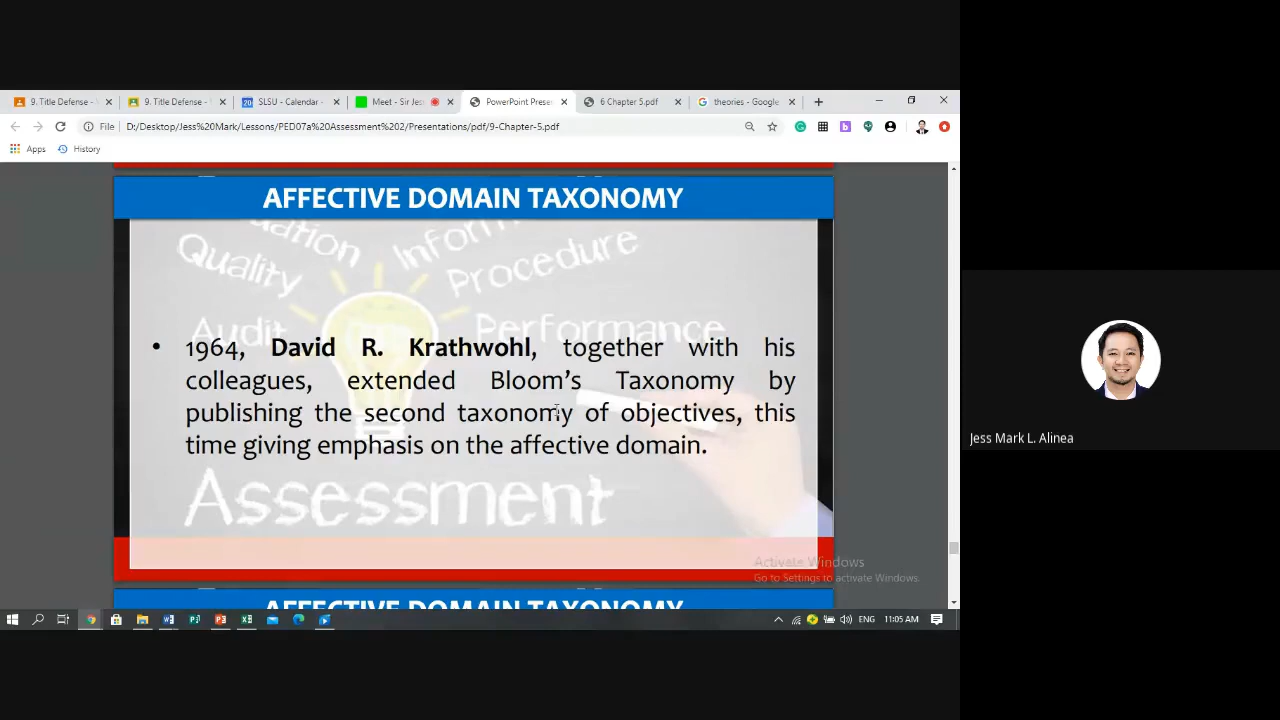 9. Title Defense -
9. Title Defense -
SLSU - Calendar -
Meet - Sir Jes
PowerPoint Prese
6 Chapter 5.pdf
theories - Google
File
D:/Desktop/Jess%20Mark/Lessons/PED07a%20Assessment%202/Presentations/pdf/9-Chapter-5.pdf
Apps
History
AFFECTIVE DOMAIN TAXONOMY
Quality
Procedure
Audit
Performance
• 1964, David R. Krathwohl, together with his
colleagues, extended Bloom's Taxonomy by
publishing the second taxonomy of objectives, this
time giving emphasis on the affective domain.
Assessment
Activate Windows
Go to Settings to activate Windows.
AFFECTIVE DOMAIN TAXONOMY
ENG
11:05 AM
Jess Mark L. Alinea